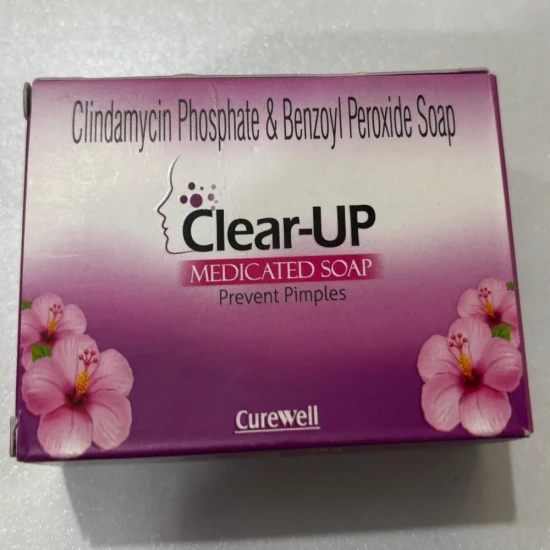 Clindamycin Phosphate & Benzoyl Peroxide Soap
Clear-UP
MEDICATED SOAP
Prevent Pimples
CureWell